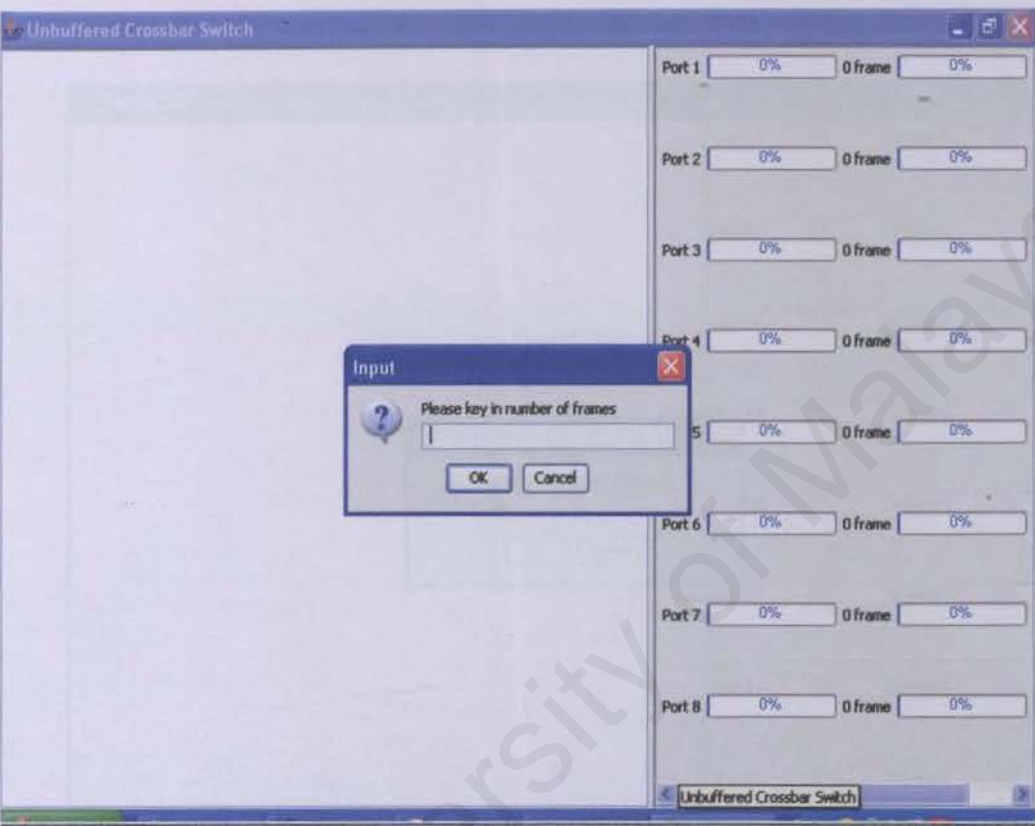 Unbuffered Crossbar Switch
Port 1 0% 0 frame 0%
Port 2 0% 0 frame 0%
Port 3 0% 0 frame 0%
Port 4 0% 0 frame 0%
Input
Please key in number of frames
5 0% 0 frame 0%
OK Cancel
Port 6 0% 0 frame 0%
Port 7 0% 0 frame 0%
Port 8 0% 0 frame 0%
Unbuffered Crossbar Switch
of